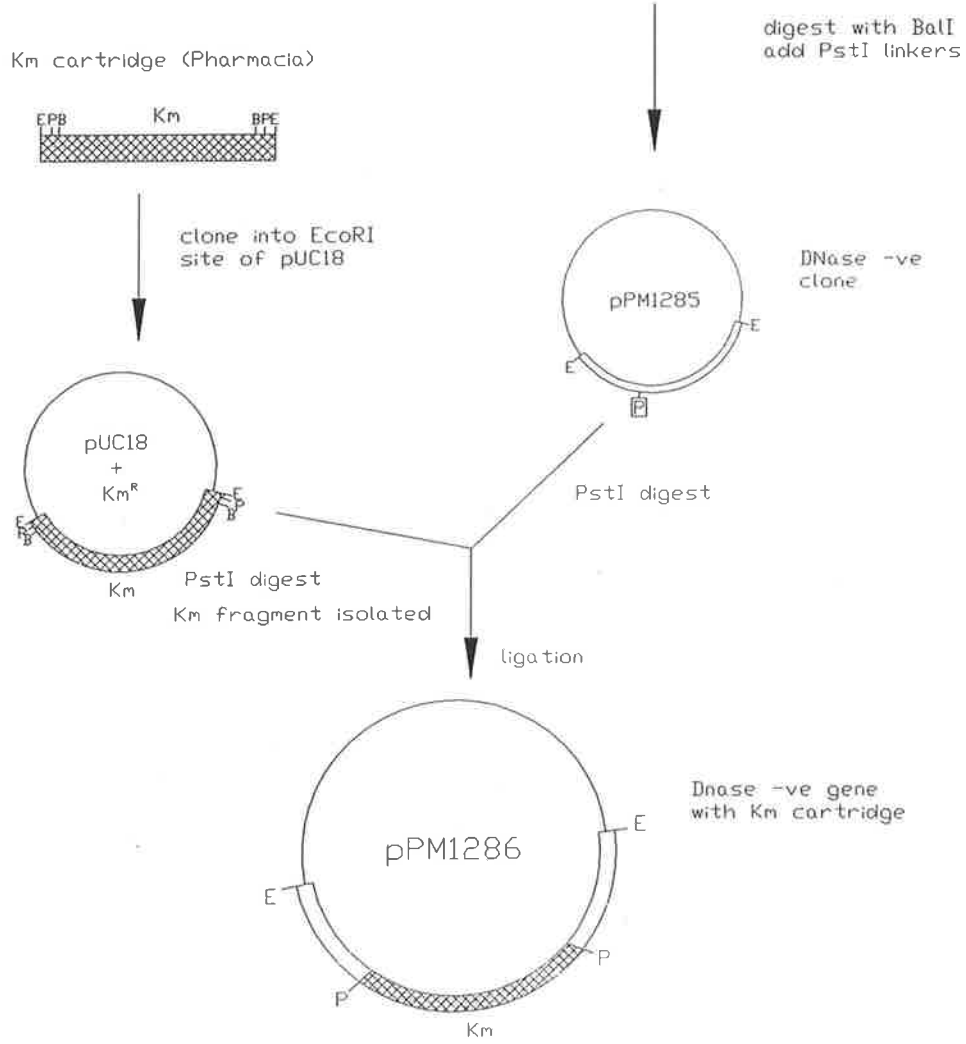 digest with BalI
add PstI linkers
Km cartridge (Pharmacia)
EPB Km BPE
clone into EcoRI
site of pUC18
DNase -ve
clone
pPM1285
E
E
P
pUC18
+
Km^R
E
P
B
E
P
B
Km
PstI digest
Km fragment isolated
PstI digest
ligation
Dnase -ve gene
with Km cartridge
pPM1286
E
E
P
P
Km